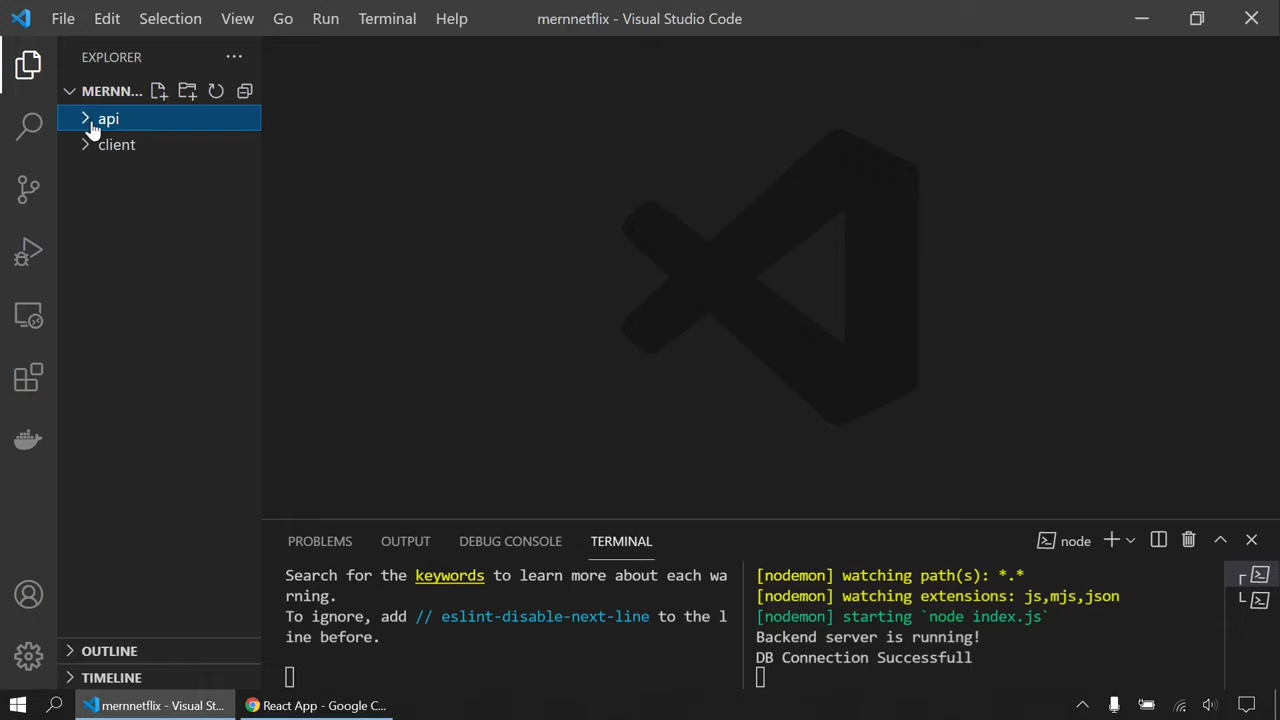 File Edit Selection View Go Run Terminal Help
mernnetflix - Visual Studio Code
EXPLORER
MERNN...
api
client
OUTLINE
TIMELINE
PROBLEMS OUTPUT DEBUG CONSOLE TERMINAL
node
Search for the keywords to learn more about each wa
rning.
To ignore, add // eslint-disable-next-line to the l
ine before.
[nodemon] watching path(s): *.*
[nodemon] watching extensions: js,mjs,json
[nodemon] starting `node index.js`
Backend server is running!
DB Connection Successfull
mernnetflix - Visual St...
React App - Google C...